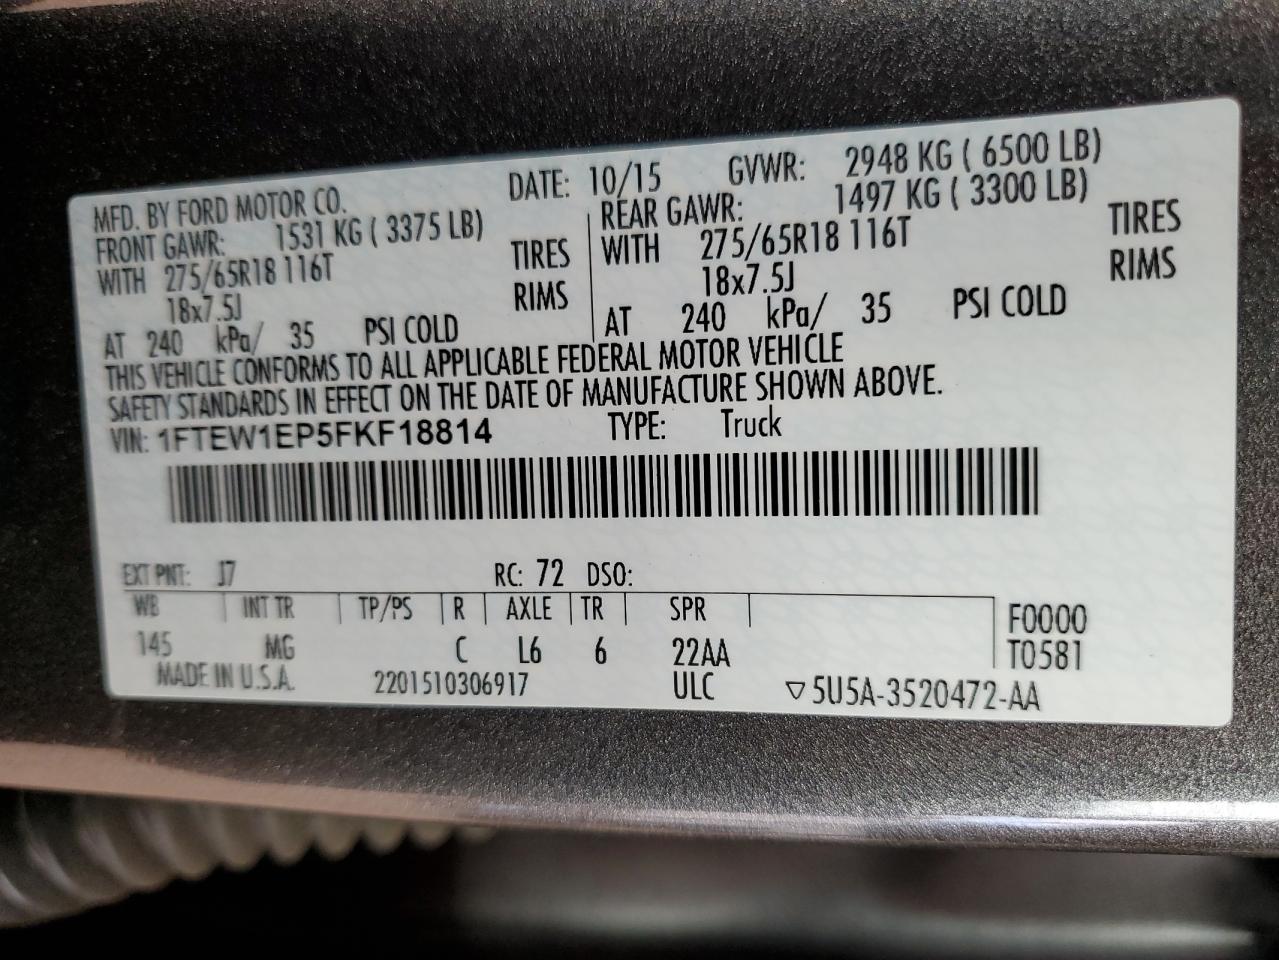 MFD. BY FORD MOTOR CO. DATE: 10/15 GVWR: 2948 KG ( 6500 LB)
FRONT GAWR: 1531 KG ( 3375 LB) REAR GAWR: 1497 KG ( 3300 LB)
WITH 275/65R18 116T TIRES WITH 275/65R18 116T TIRES
18x7.5J RIMS 18x7.5J RIMS
AT 240 kPa/ 35 PSI COLD AT 240 kPa/ 35 PSI COLD
THIS VEHICLE CONFORMS TO ALL APPLICABLE FEDERAL MOTOR VEHICLE
SAFETY STANDARDS IN EFFECT ON THE DATE OF MANUFACTURE SHOWN ABOVE.
VIN: 1FTEW1EP5FKF18814 TYPE: Truck
EXT PNT: J7 RC: 72 DSO:
WB INT TR TP/PS R AXLE TR SPR F0000
145 MG C L6 6 22AA T0581
MADE IN U.S.A. 2201510306917 ULC ▽5U5A-3520472-AA